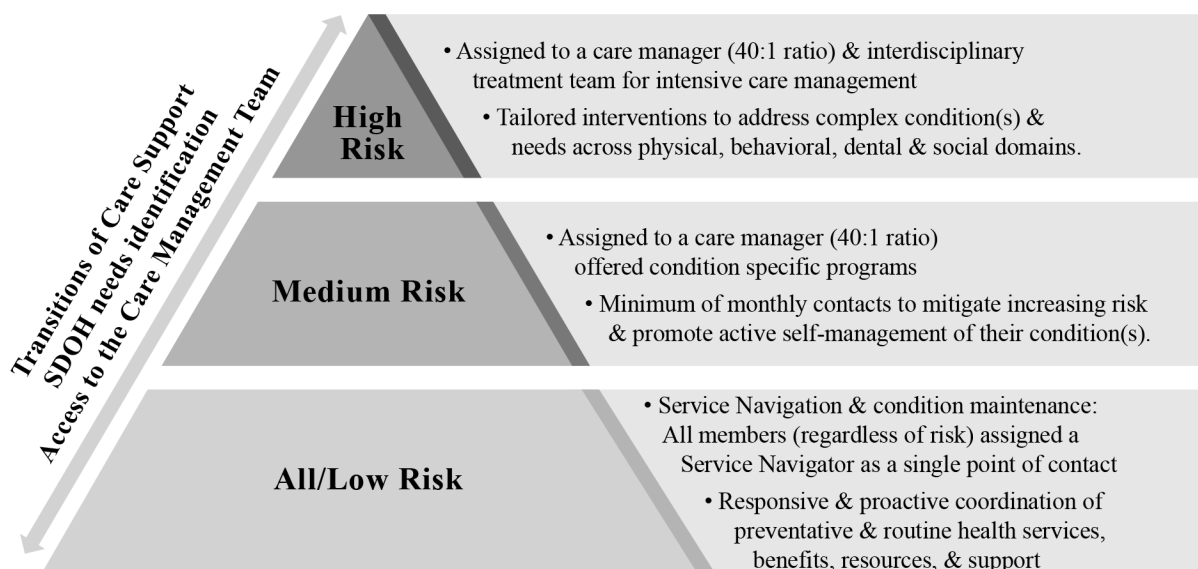 Transitions of Care Support
SDOH needs identification
Access to the Care Management Team
High
Risk
• Assigned to a care manager (40:1 ratio) & interdisciplinary
treatment team for intensive care management
• Tailored interventions to address complex condition(s) &
needs across physical, behavioral, dental & social domains.
Medium Risk
• Assigned to a care manager (40:1 ratio)
offered condition specific programs
• Minimum of monthly contacts to mitigate increasing risk
& promote active self-management of their condition(s).
All/Low Risk
• Service Navigation & condition maintenance:
All members (regardless of risk) assigned a
Service Navigator as a single point of contact
• Responsive & proactive coordination of
preventative & routine health services,
benefits, resources, & support